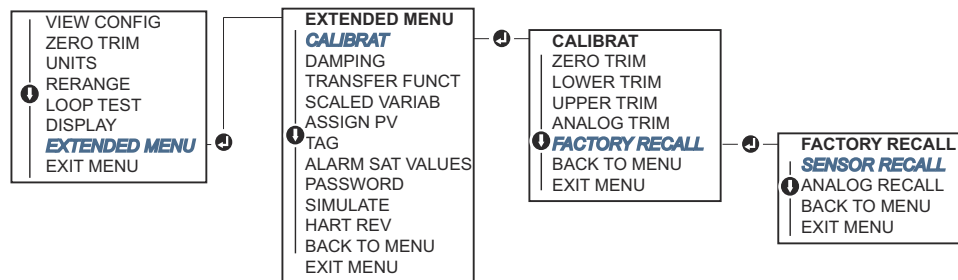 VIEW CONFIG
ZERO TRIM
UNITS
RERANGE
LOOP TEST
DISPLAY
EXTENDED MENU
EXIT MENU
EXTENDED MENU
CALIBRAT
DAMPING
TRANSFER FUNCT
SCALED VARIAB
ASSIGN PV
TAG
ALARM SAT VALUES
PASSWORD
SIMULATE
HART REV
BACK TO MENU
EXIT MENU
CALIBRAT
ZERO TRIM
LOWER TRIM
UPPER TRIM
ANALOG TRIM
FACTORY RECALL
BACK TO MENU
EXIT MENU
FACTORY RECALL
SENSOR RECALL
ANALOG RECALL
BACK TO MENU
EXIT MENU